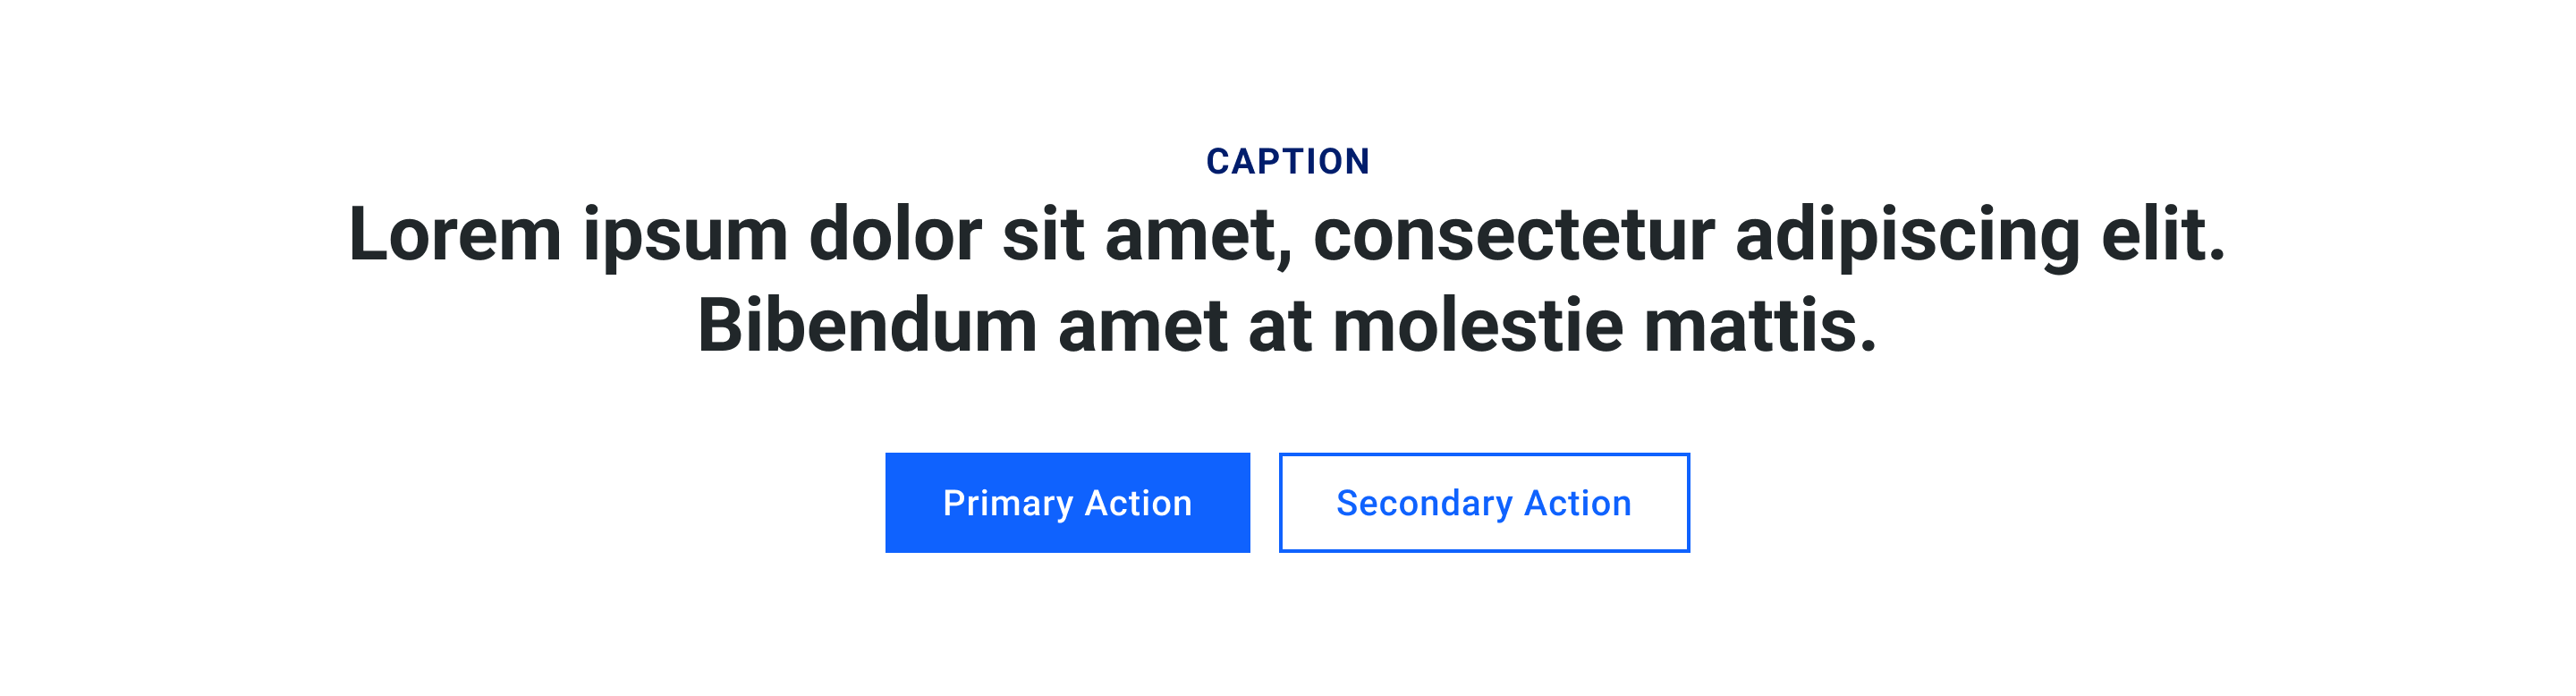 CAPTION
Lorem ipsum dolor sit amet, consectetur adipiscing elit.
Bibendum amet at molestie mattis.
Primary Action
Secondary Action